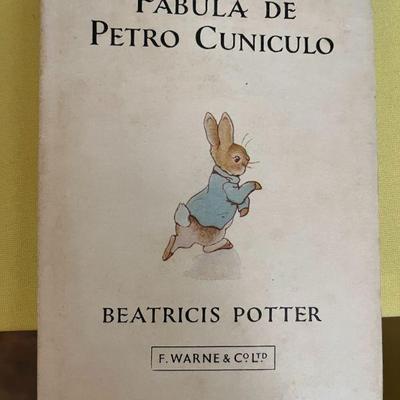 FABULA DE
PETRO CUNICULO
BEATRICIS POTTER
F. WARNE & Co LTD